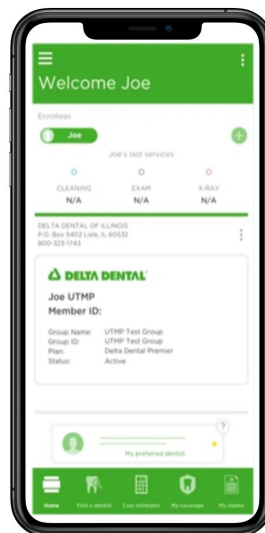 Welcome Joe
Enrollees
Joe
Joe's last services
CLEANING EXAM X-RAY
N/A N/A N/A
DELTA DENTAL OF ILLINOIS
P.O. Box 5402 Lisle, IL 60532
800-323-1743
DELTA DENTAL
Joe UTMP
Member ID:
Group Name: UTMP Test Group
Group ID: UTMP Test Group
Plan: Delta Dental Premier
Status: Active
?
My preferred dentist
Home Find a dentist Cost estimator My coverage My claims